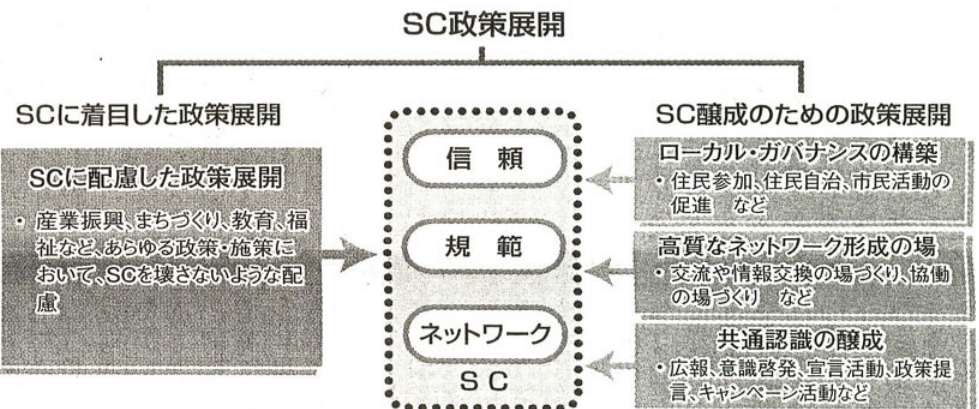 SC政策展開
SCに着目した政策展開
SCに配慮した政策展開
・ 産業振興、まちづくり、教育、福
祉など、あらゆる政策・施策に
おいて、SCを壊さないような配
慮
信 頼
規 範
ネットワーク
SC
SC醸成のための政策展開
ローカル・ガバナンスの構築
・住民参加、住民自治、市民活動の
促進 など
高質なネットワーク形成の場
・交流や情報交換の場づくり、協働
の場づくり など
共通認識の醸成
・広報、意識啓発、宣言活動、政策提
言、キャンペーン活動など